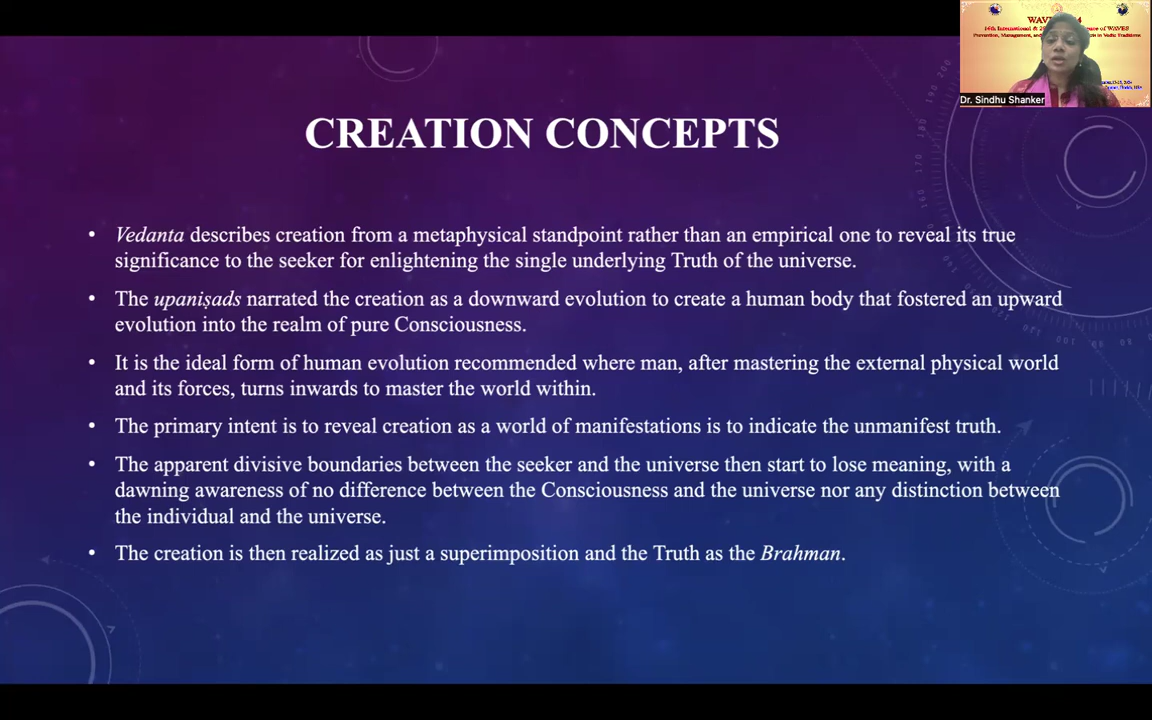 CREATION CONCEPTS
• Vedanta describes creation from a metaphysical standpoint rather than an empirical one to reveal its true
significance to the seeker for enlightening the single underlying Truth of the universe.
• The upaniṣads narrated the creation as a downward evolution to create a human body that fostered an upward
evolution into the realm of pure Consciousness.
• It is the ideal form of human evolution recommended where man, after mastering the external physical world
and its forces, turns inwards to master the world within.
• The primary intent is to reveal creation as a world of manifestations is to indicate the unmanifest truth.
• The apparent divisive boundaries between the seeker and the universe then start to lose meaning, with a
dawning awareness of no difference between the Consciousness and the universe nor any distinction between
the individual and the universe.
• The creation is then realized as just a superimposition and the Truth as the Brahman.
Dr. Sindhu Shanker